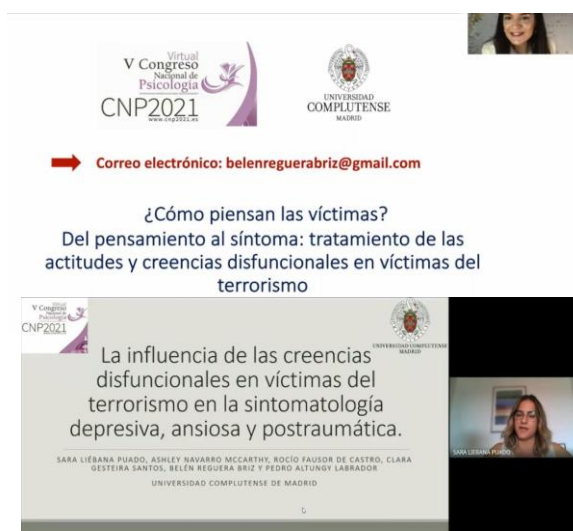 Virtual
V Congreso
Nacional de
Psicología
CNP2021
www.cnp2021.es
UNIVERSIDAD
COMPLUTENSE
MADRID
Correo electrónico: belenreguerabriz@gmail.com
¿Cómo piensan las víctimas?
Del pensamiento al síntoma: tratamiento de las
actitudes y creencias disfuncionales en víctimas del
terrorismo
V Congreso
Nacional de
Psicología
CNP2021
UNIVERSIDAD COMPLUTENSE
MADRID
La influencia de las creencias
disfuncionales en víctimas del
terrorismo en la sintomatología
depresiva, ansiosa y postraumática.
SARA LIÉBANA PUADO, ASHLEY NAVARRO MCCARTHY, ROCÍO FAUSOR DE CASTRO, CLARA
GESTEIRA SANTOS, BELÉN REGUERA BRIZ Y PEDRO ALTUNGY LABRADOR
UNIVERSIDAD COMPLUTENSE DE MADRID
SARA LIÉBANA PUADO